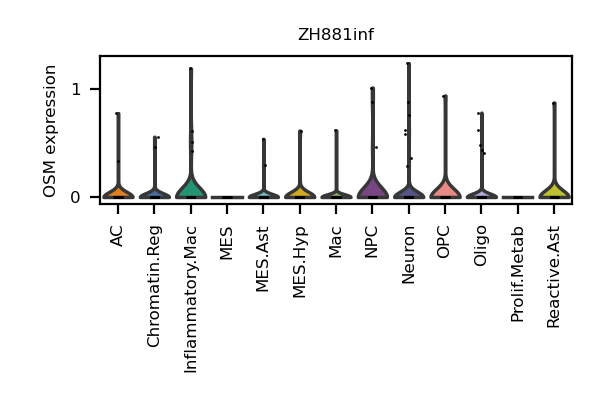 ZH881inf
OSM expression
1
0
AC
Chromatin.Reg
Inflammatory.Mac
MES
MES.Ast
MES.Hyp
Mac
NPC
Neuron
OPC
Oligo
Prolif.Metab
Reactive.Ast